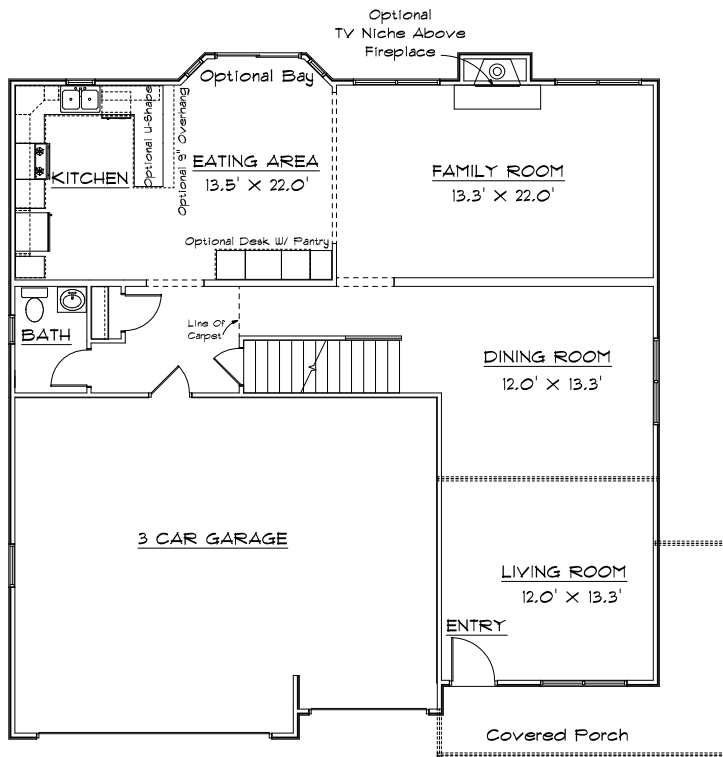 Optional
TV Niche Above
Fireplace
Optional Bay
Optional U-Shape
Optional 9" Overhang
KITCHEN
EATING AREA
13.5' X 22.0'
FAMILY ROOM
13.3' X 22.0'
Optional Desk W/ Pantry
BATH
Line Of
Carpet
DINING ROOM
12.0' X 13.3'
3 CAR GARAGE
LIVING ROOM
12.0' X 13.3'
ENTRY
Covered Porch